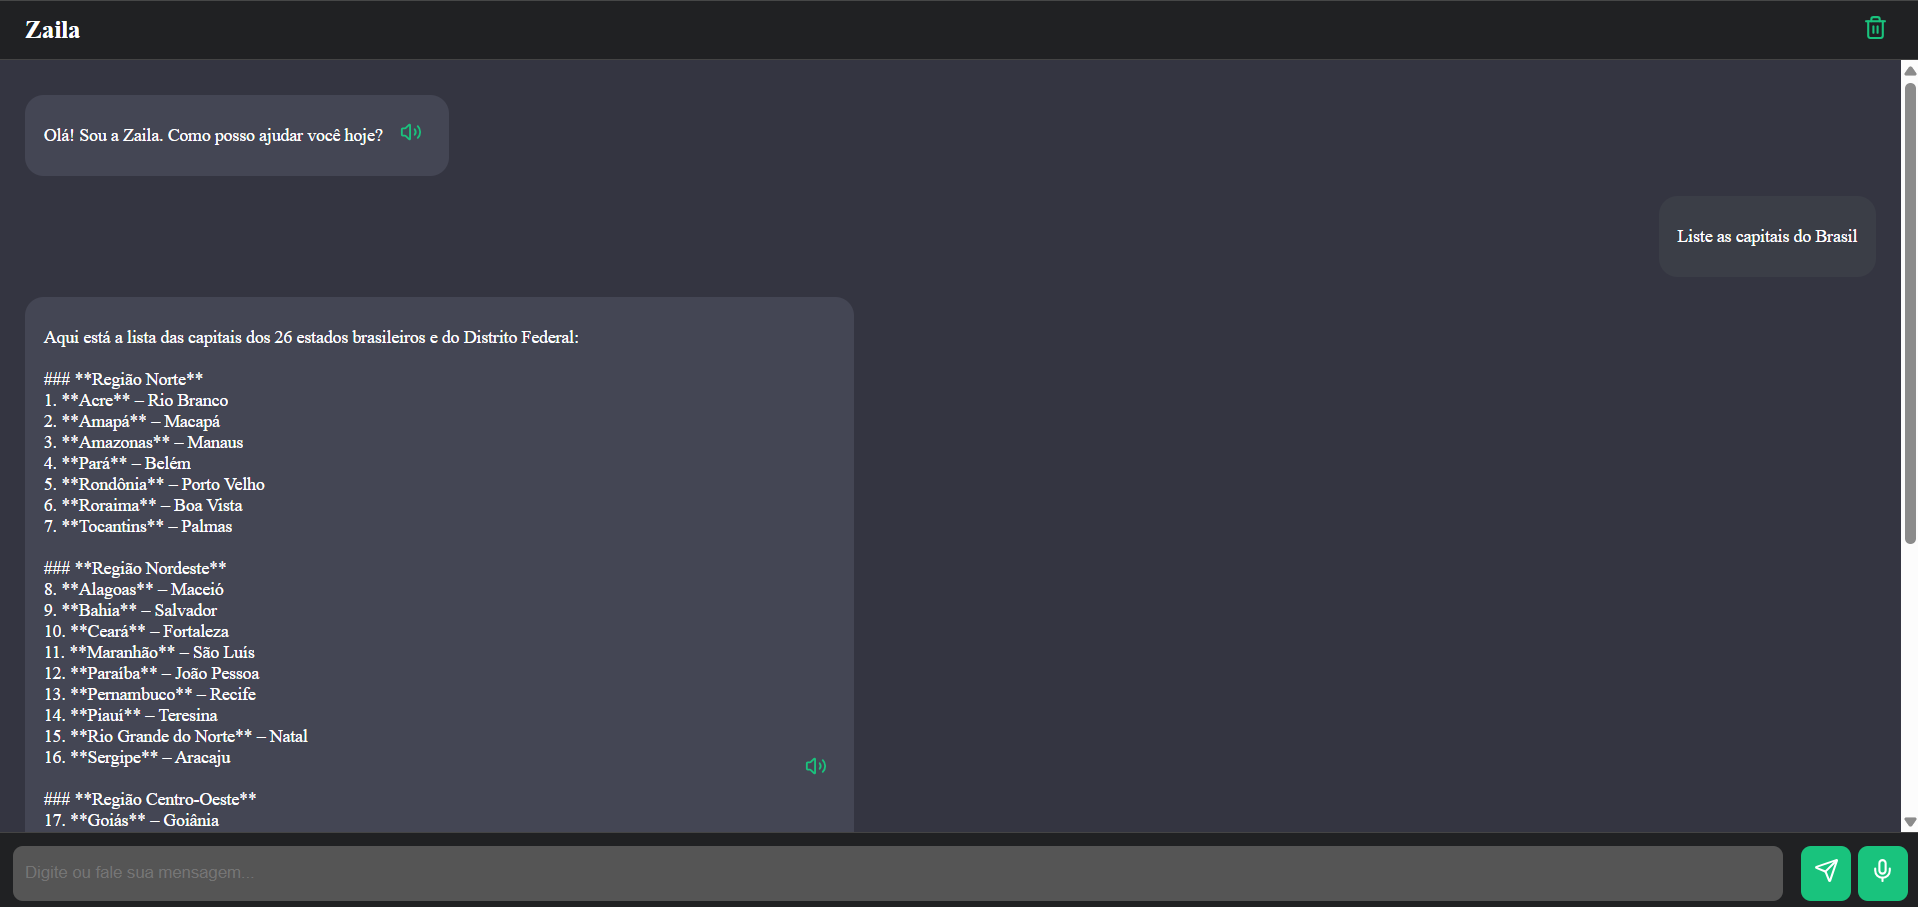 Zaila
Olá! Sou a Zaila. Como posso ajudar você hoje?
Liste as capitais do Brasil
Aqui está a lista das capitais dos 26 estados brasileiros e do Distrito Federal:
### **Região Norte**
1. **Acre** – Rio Branco
2. **Amapá** – Macapá
3. **Amazonas** – Manaus
4. **Pará** – Belém
5. **Rondônia** – Porto Velho
6. **Roraima** – Boa Vista
7. **Tocantins** – Palmas
### **Região Nordeste**
8. **Alagoas** – Maceió
9. **Bahia** – Salvador
10. **Ceará** – Fortaleza
11. **Maranhão** – São Luís
12. **Paraíba** – João Pessoa
13. **Pernambuco** – Recife
14. **Piauí** – Teresina
15. **Rio Grande do Norte** – Natal
16. **Sergipe** – Aracaju
### **Região Centro-Oeste**
17. **Goiás** – Goiânia
Digite ou fale sua mensagem...